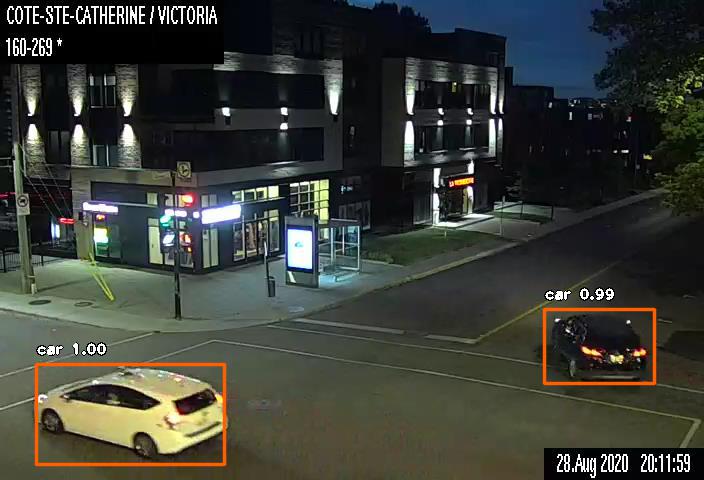 COTE-STE-CATHERINE / VICTORIA
160-269 *
car 0.99
car 1.00
28.Aug 2020 20:11:59